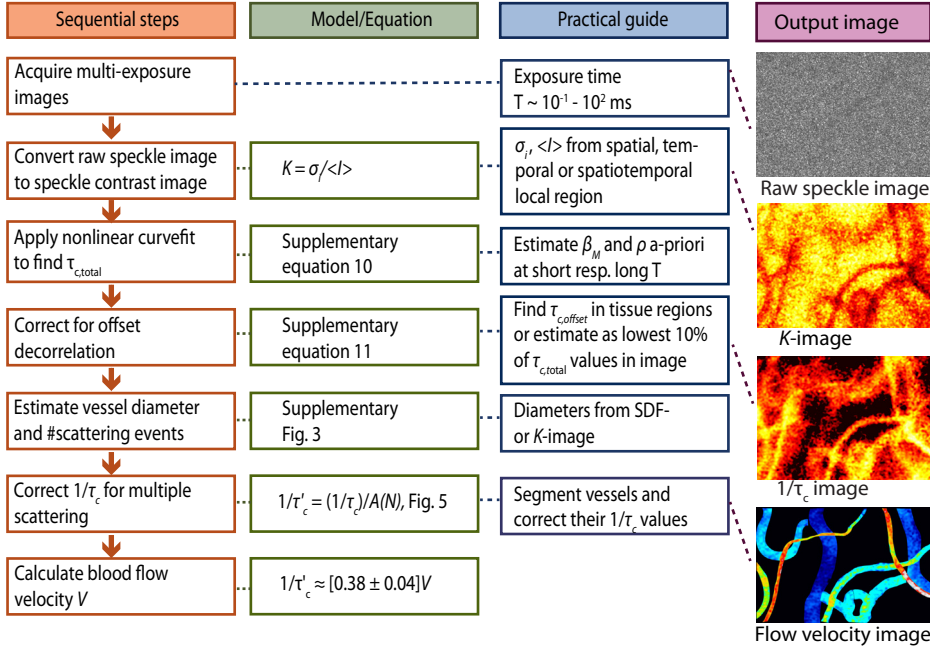 Sequential steps
Model/Equation
Practical guide
Output image
Acquire multi-exposure
images
Exposure time
T ~ 10⁻¹ - 10² ms
Raw speckle image
Convert raw speckle image
to speckle contrast image
K = σᵢ/<I>
σᵢ, <I> from spatial, tem-
poral or spatiotemporal
local region
K-image
Apply nonlinear curvefit
to find τc,total
Supplementary
equation 10
Estimate βM and ρ a-priori
at short resp. long T
Correct for offset
decorrelation
Supplementary
equation 11
Find τc,offset in tissue regions
or estimate as lowest 10%
of τc,total values in image
1/τc image
Estimate vessel diameter
and #scattering events
Supplementary
Fig. 3
Diameters from SDF-
or K-image
Correct 1/τc for multiple
scattering
1/τ'c = (1/τc)/A(N), Fig. 5
Segment vessels and
correct their 1/τc values
Flow velocity image
Calculate blood flow
velocity V
1/τ'c ≈ [0.38 ± 0.04]V